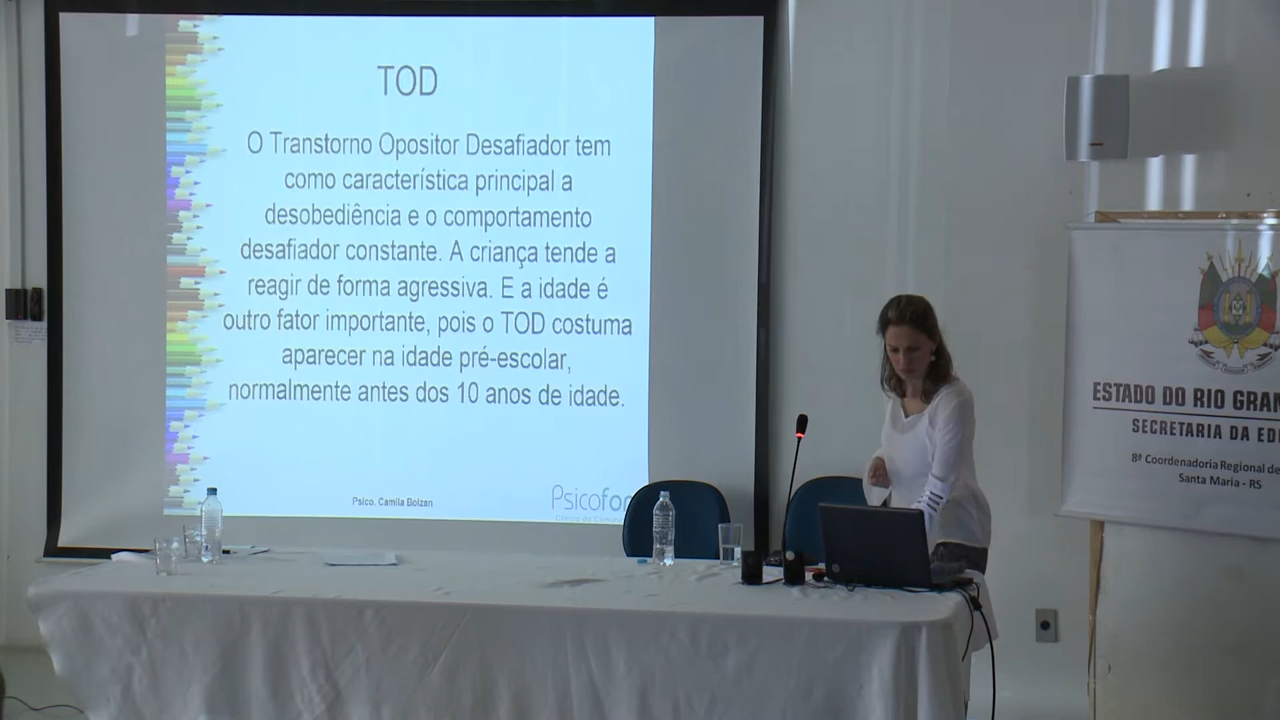 TOD
O Transtorno Opositor Desafiador tem
como característica principal a
desobediência e o comportamento
desafiador constante. A criança tende a
reagir de forma agressiva. E a idade é
outro fator importante, pois o TOD costuma
aparecer na idade pré-escolar,
normalmente antes dos 10 anos de idade.
Psico. Camila Bolzan
Psicofor
ESTADO DO RIO GRAN
SECRETARIA DA ED
8ª Coordenadoria Regional de
Santa Maria - RS